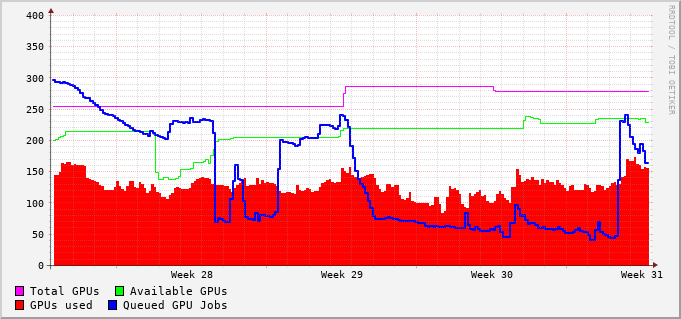 400
350
300
250
200
150
100
50
0
Week 28 Week 29 Week 30 Week 31
Total GPUs Available GPUs
GPUs used Queued GPU Jobs
RRDTOOL / TOBI OETIKER